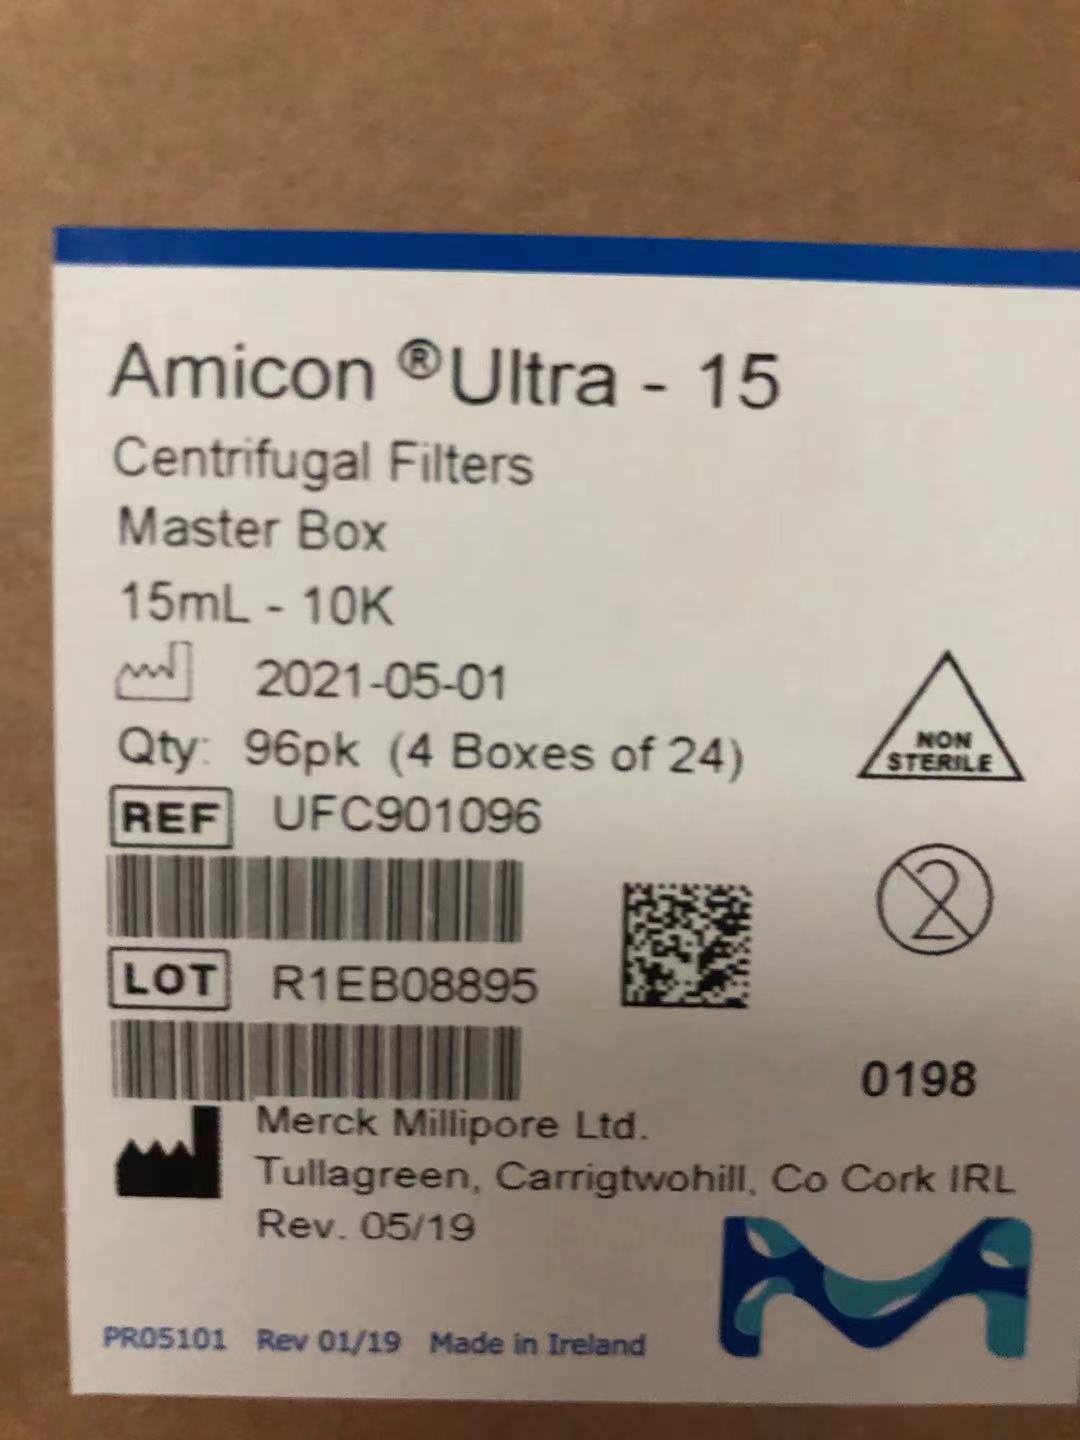 Amicon ® Ultra - 15
Centrifugal Filters
Master Box
15mL - 10K
2021-05-01
Qty: 96pk (4 Boxes of 24)
NON
STERILE
REF UFC901096
2
LOT R1EB08895
0198
Merck Millipore Ltd.
Tullagreen, Carrigtwohill, Co Cork IRL
Rev. 05/19
PR05101 Rev 01/19 Made in Ireland